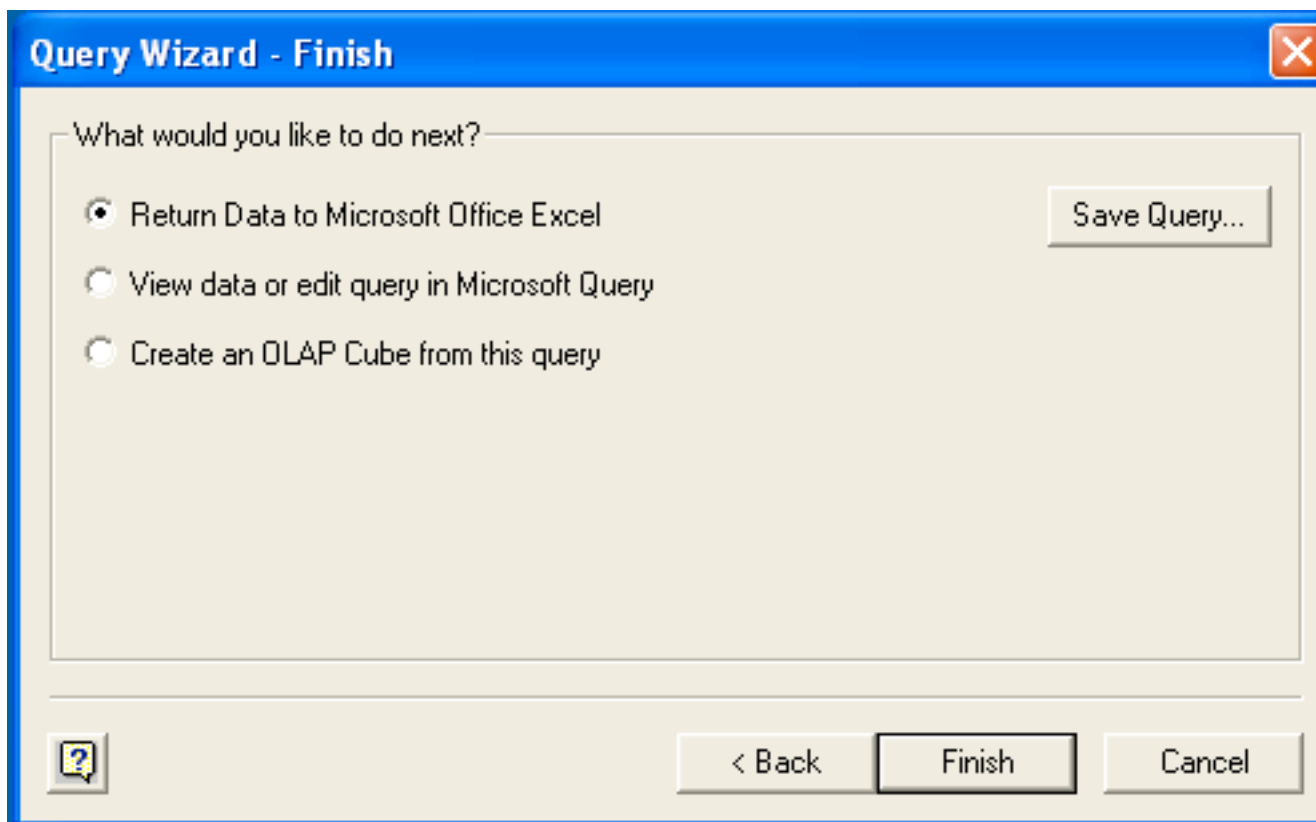 Query Wizard - Finish
What would you like to do next?
Return Data to Microsoft Office Excel
Save Query...
View data or edit query in Microsoft Query
Create an OLAP Cube from this query
?
< Back
Finish
Cancel